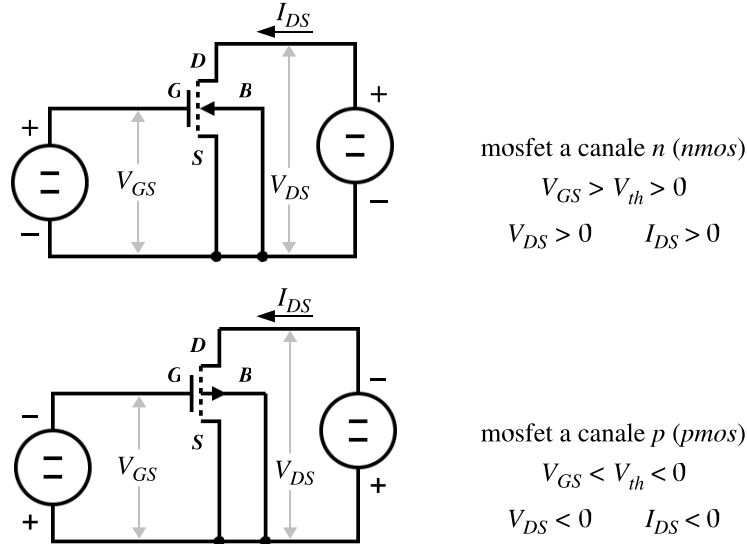 I_DS
D
G B
S
+ +
V_GS V_DS
− −
mosfet a canale n (nmos)
V_GS > V_th > 0
V_DS > 0 I_DS > 0
I_DS
D
G B
S
− −
V_GS V_DS
+ +
mosfet a canale p (pmos)
V_GS < V_th < 0
V_DS < 0 I_DS < 0